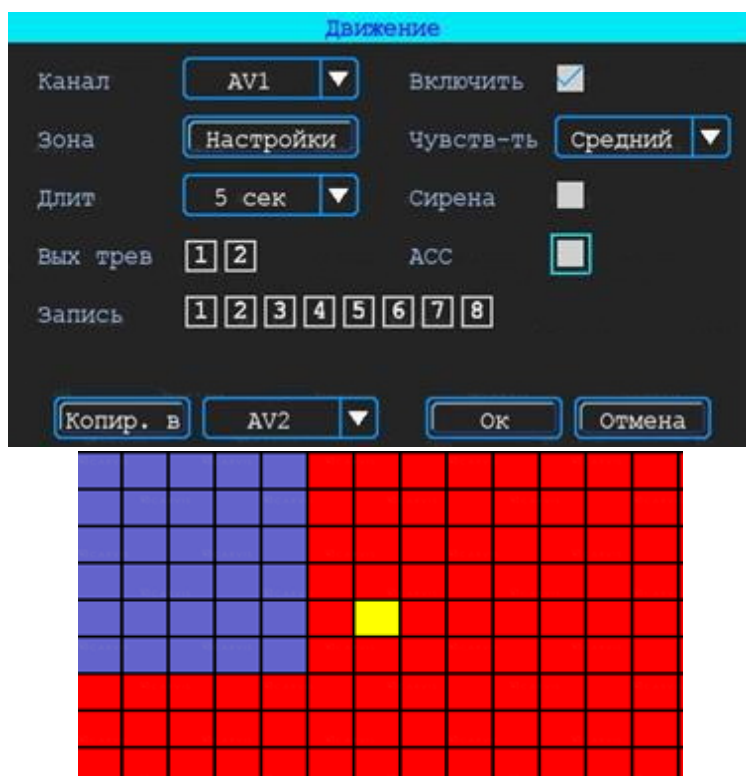 Движение
Канал AV1 Включить
Зона Настройки Чувств-ть Средний
Длит 5 сек Сирена
Вых трев 1 2 ACC
Запись 1 2 3 4 5 6 7 8
Копир. в AV2 Ок Отмена